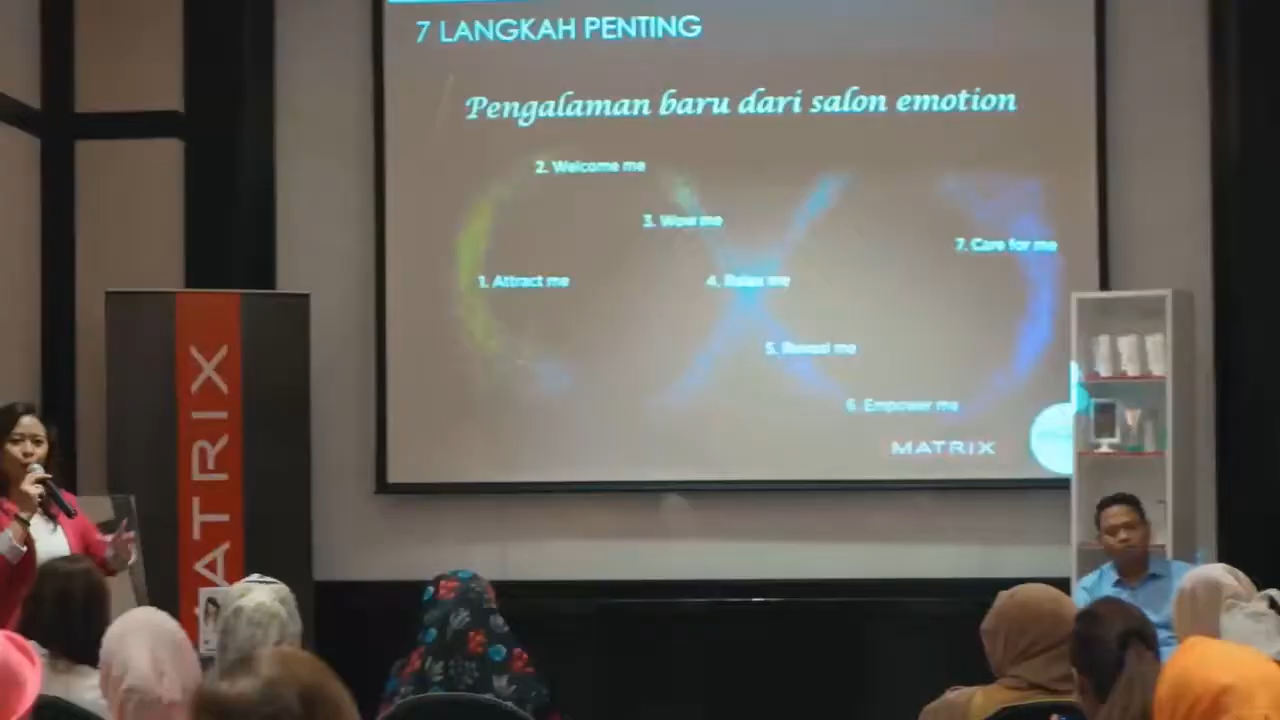 7 LANGKAH PENTING
Pengalaman baru dari salon emotion
2. Welcome me
3. Wow me
7. Care for me
1. Attract me
4. Relax me
5. Reveal me
6. Empower me
MATRIX
MATRIX